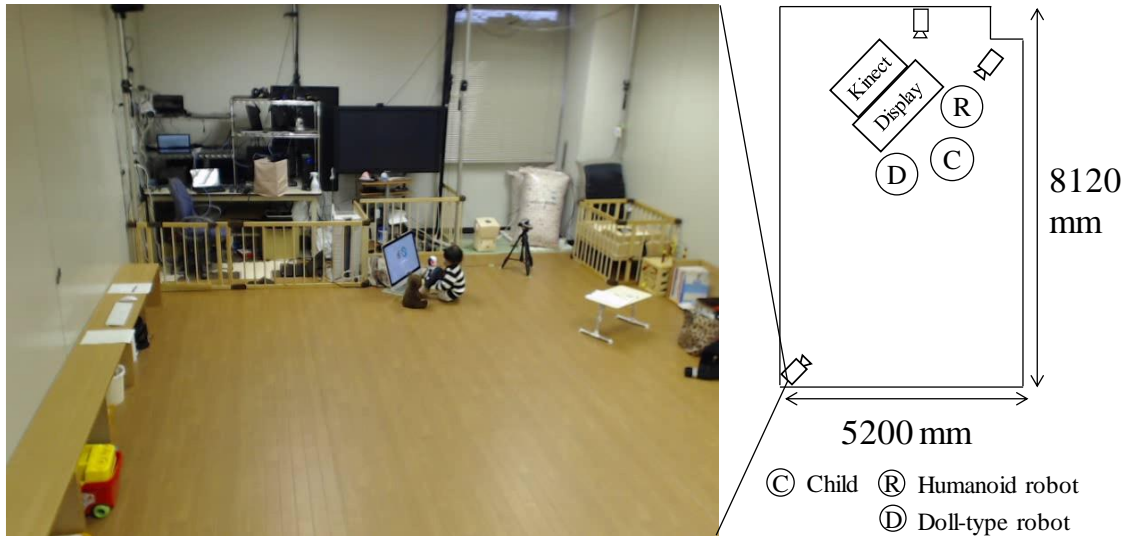 Kinect
Display
R
C
D
8120
mm
5200 mm
C Child
R Humanoid robot
D Doll-type robot